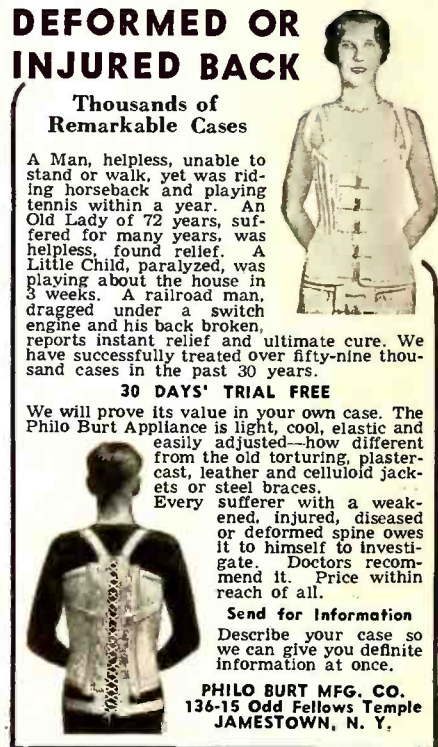 DEFORMED OR
INJURED BACK
Thousands of
Remarkable Cases
A Man, helpless, unable to
stand or walk, yet was rid-
ing horseback and playing
tennis within a year. An
Old Lady of 72 years, suf-
fered for many years, was
helpless, found relief. A
Little Child, paralyzed, was
playing about the house in
3 weeks. A railroad man,
dragged under a switch
engine and his back broken,
reports instant relief and ultimate cure. We
have successfully treated over fifty-nine thou-
sand cases in the past 30 years.
30 DAYS' TRIAL FREE
We will prove its value in your own case. The
Philo Burt Appliance is light, cool, elastic and
easily adjusted—how different
from the old torturing, plaster-
cast, leather and celluloid jack-
ets or steel braces.
Every sufferer with a weak-
ened, injured, diseased
or deformed spine owes
it to himself to investi-
gate. Doctors recom-
mend it. Price within
reach of all.
Send for Information
Describe your case so
we can give you definite
information at once.
PHILO BURT MFG. CO.
136-15 Odd Fellows Temple
JAMESTOWN, N. Y.